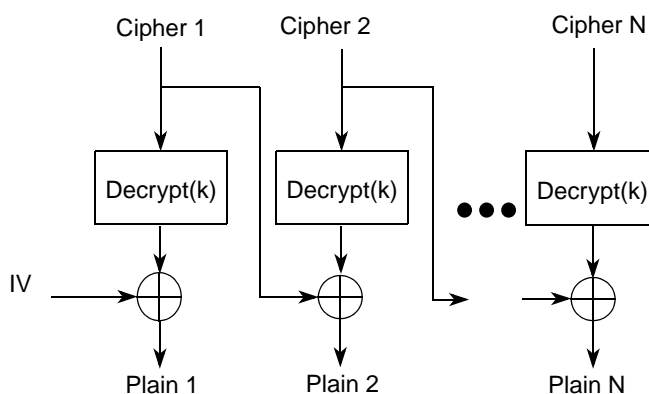 Cipher 1
Cipher 2
Cipher N
Decrypt(k)
Decrypt(k)
Decrypt(k)
IV
Plain 1
Plain 2
Plain N